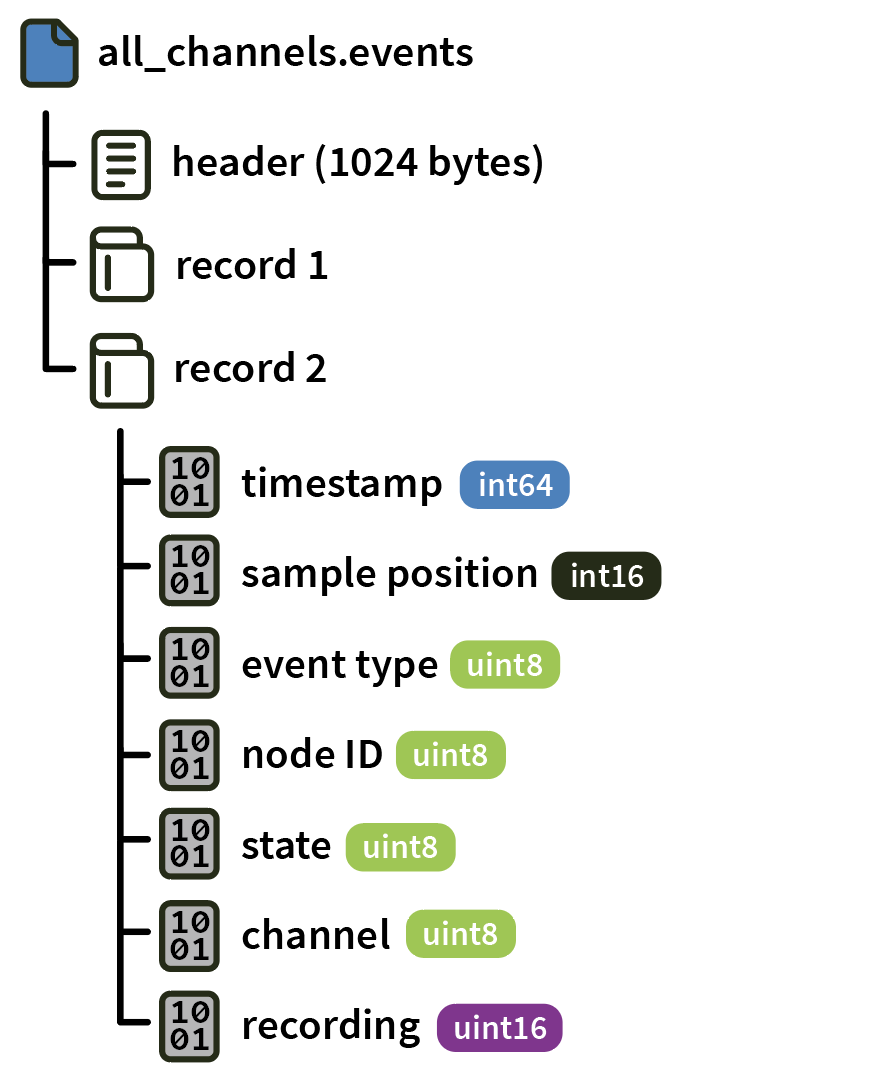 all_channels.events
header (1024 bytes)
record 1
record 2
10
01
timestamp int64
10
01
sample position int16
10
01
event type uint8
10
01
node ID uint8
10
01
state uint8
10
01
channel uint8
10
01
recording uint16